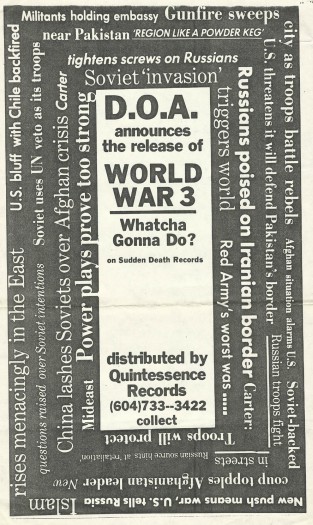 Militants holding embassy Gunfire sweeps
near Pakistan 'REGION LIKE A POWDER KEG'
tightens screws on Russians
Soviet 'invasion'
city as troops battle rebels
U.S. threatens it will defend Pakistan's border
Russians poised on Iranian border
triggers world
Afghan situation alarms U.S.
Soviet-backed
Russian troops fight
Carter:
Red Army's worst was .....
in streets
New push means war, U.S. tells Russia
coup topples Afghanistan leader
Russian source hints at 'retaliation'
Troops will protect
New
Islam
rises menacingly in the East
U.S. bluff with Chile backfired
questions raised over Soviet intentions
Soviet uses UN veto as its troops
China lashes Soviets over Afghan crisis
Carter
Mideast
Power plays prove too strong
D.O.A.
announces
the release of
WORLD
WAR 3
Whatcha
Gonna Do?
on Sudden Death Records
distributed by
Quintessence
Records
(604)733--3422
collect